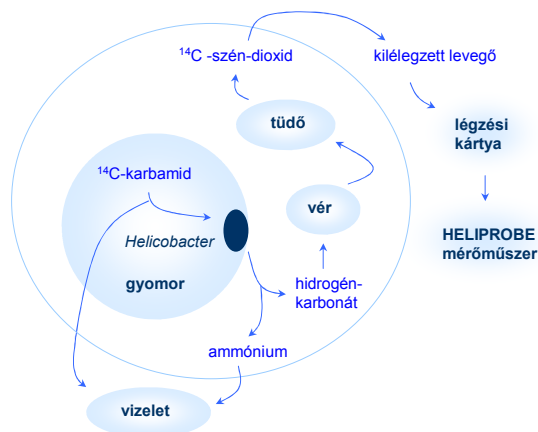 ¹⁴C -szén-dioxid
kilélegzett levegő
tüdő
légzési
kártya
¹⁴C-karbamid
vér
Helicobacter
HELIPROBE
mérőműszer
gyomor
hidrogén-
karbonát
ammónium
vizelet